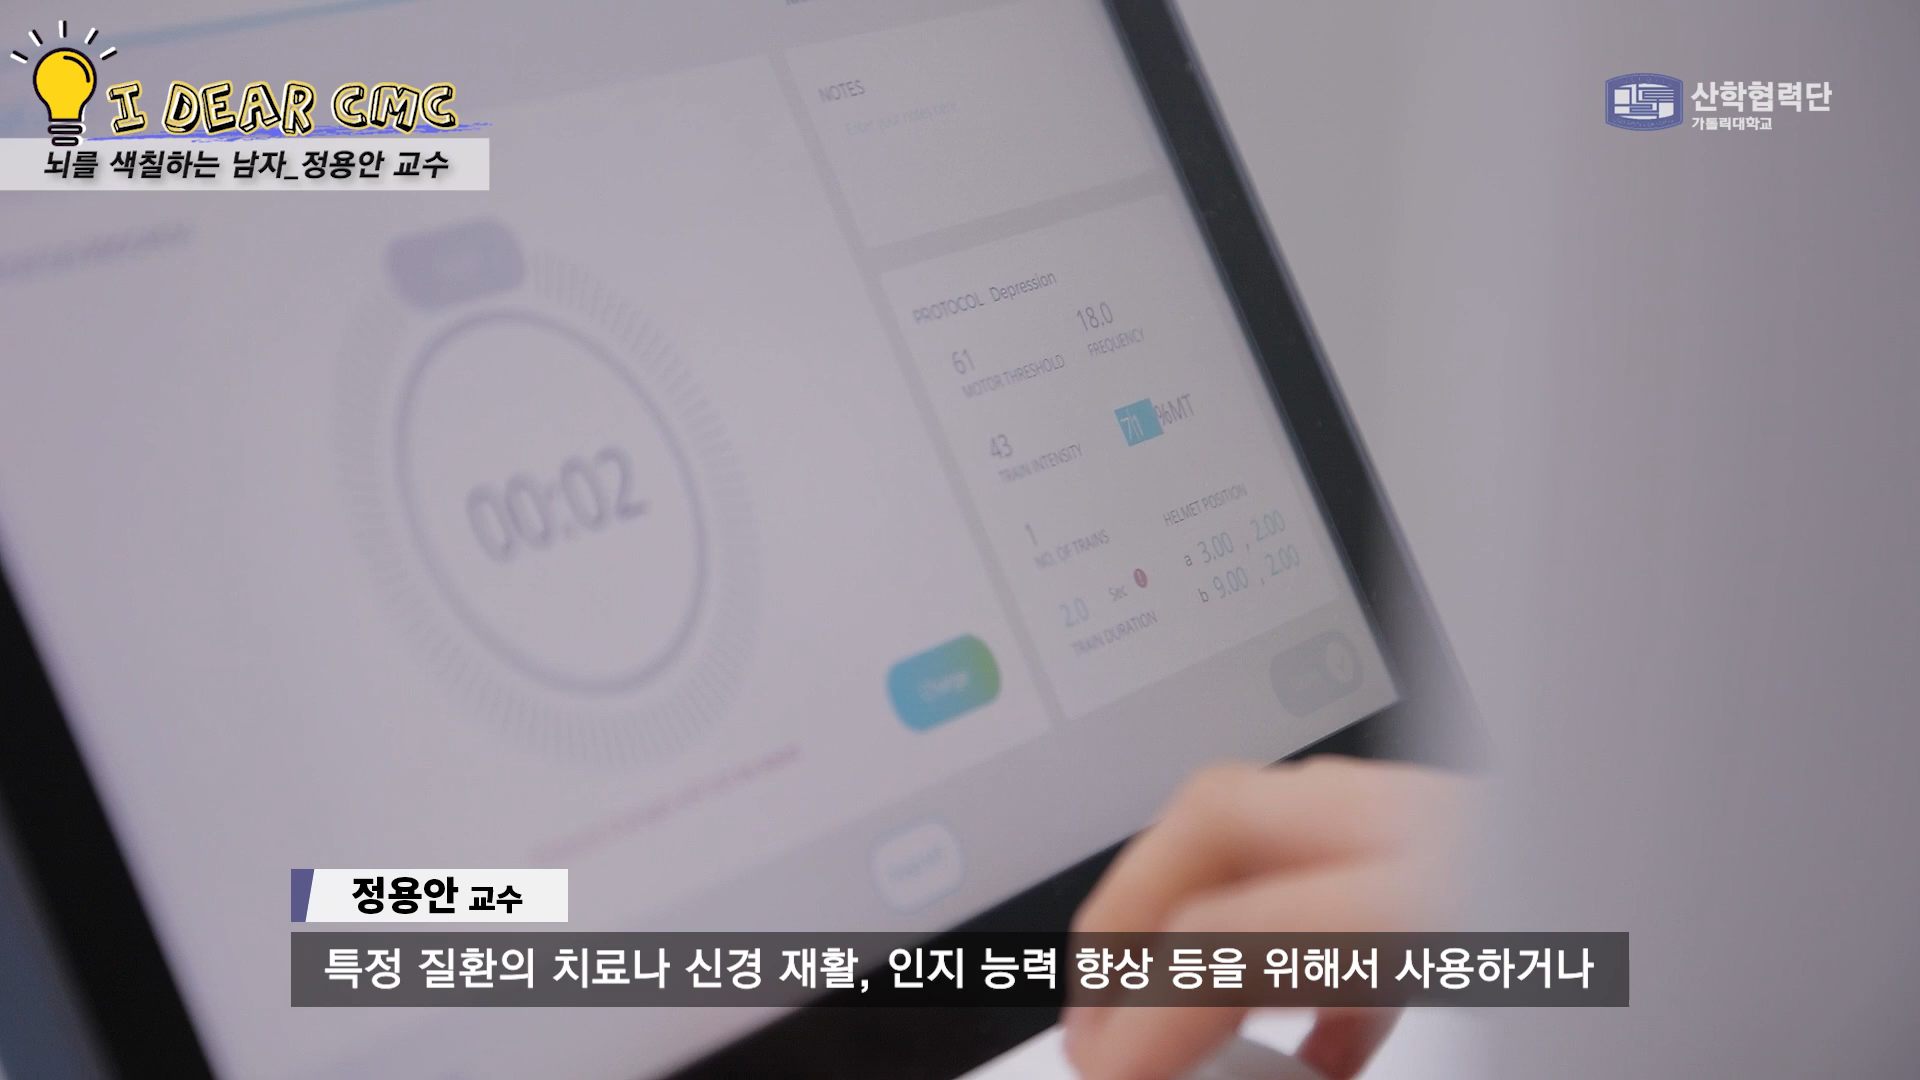 I DEAR CMC
뇌를 색칠하는 남자_정용안 교수
산학협력단
가톨릭대학교
NOTES
PROTOCOL Depression
61
MOTOR THRESHOLD
18.0
FREQUENCY
43
TRAIN INTENSITY
%MT
1
NO. OF TRAINS
HELMET POSITION
a 3.00 , 2.00
b 9.00 , 2.00
2.0 Sec
TRAIN DURATION
00:02
정용안 교수
특정 질환의 치료나 신경 재활, 인지 능력 향상 등을 위해서 사용하거나